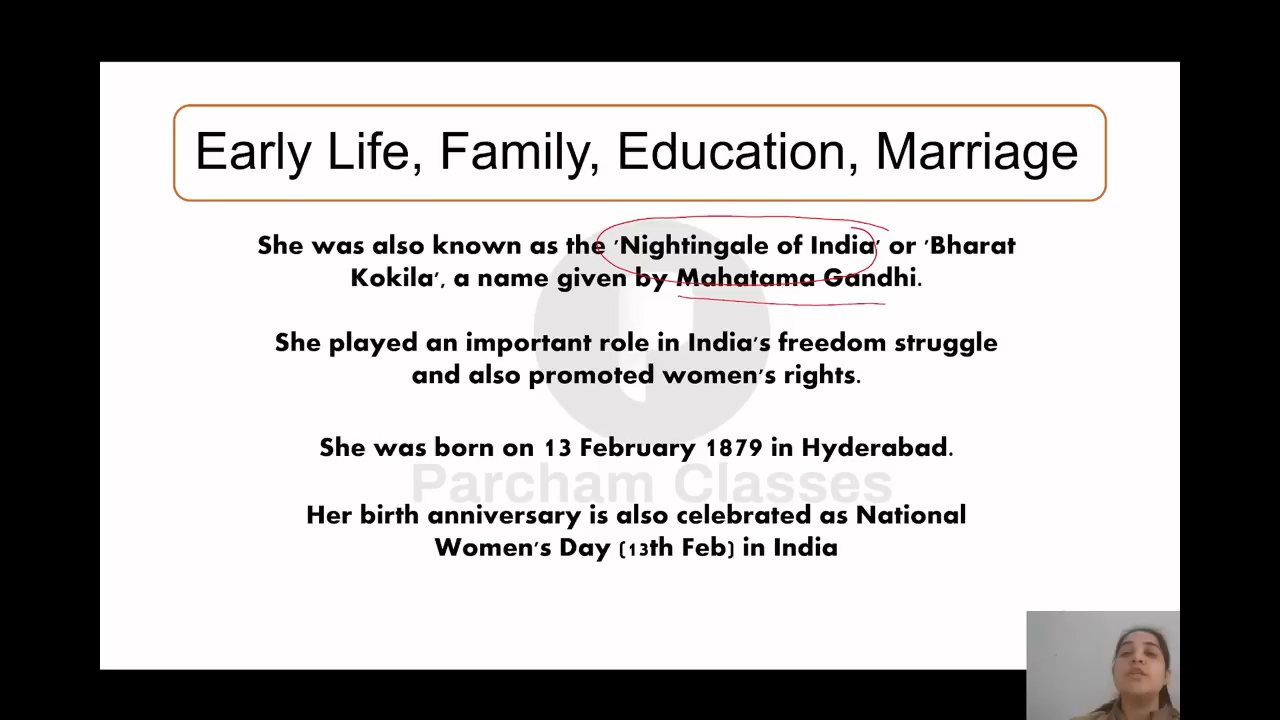 Early Life, Family, Education, Marriage
She was also known as the 'Nightingale of India' or 'Bharat
Kokila', a name given by Mahatama Gandhi.
She played an important role in India's freedom struggle
and also promoted women's rights.
She was born on 13 February 1879 in Hyderabad.
Parcham Classes
Her birth anniversary is also celebrated as National
Women's Day (13th Feb) in India